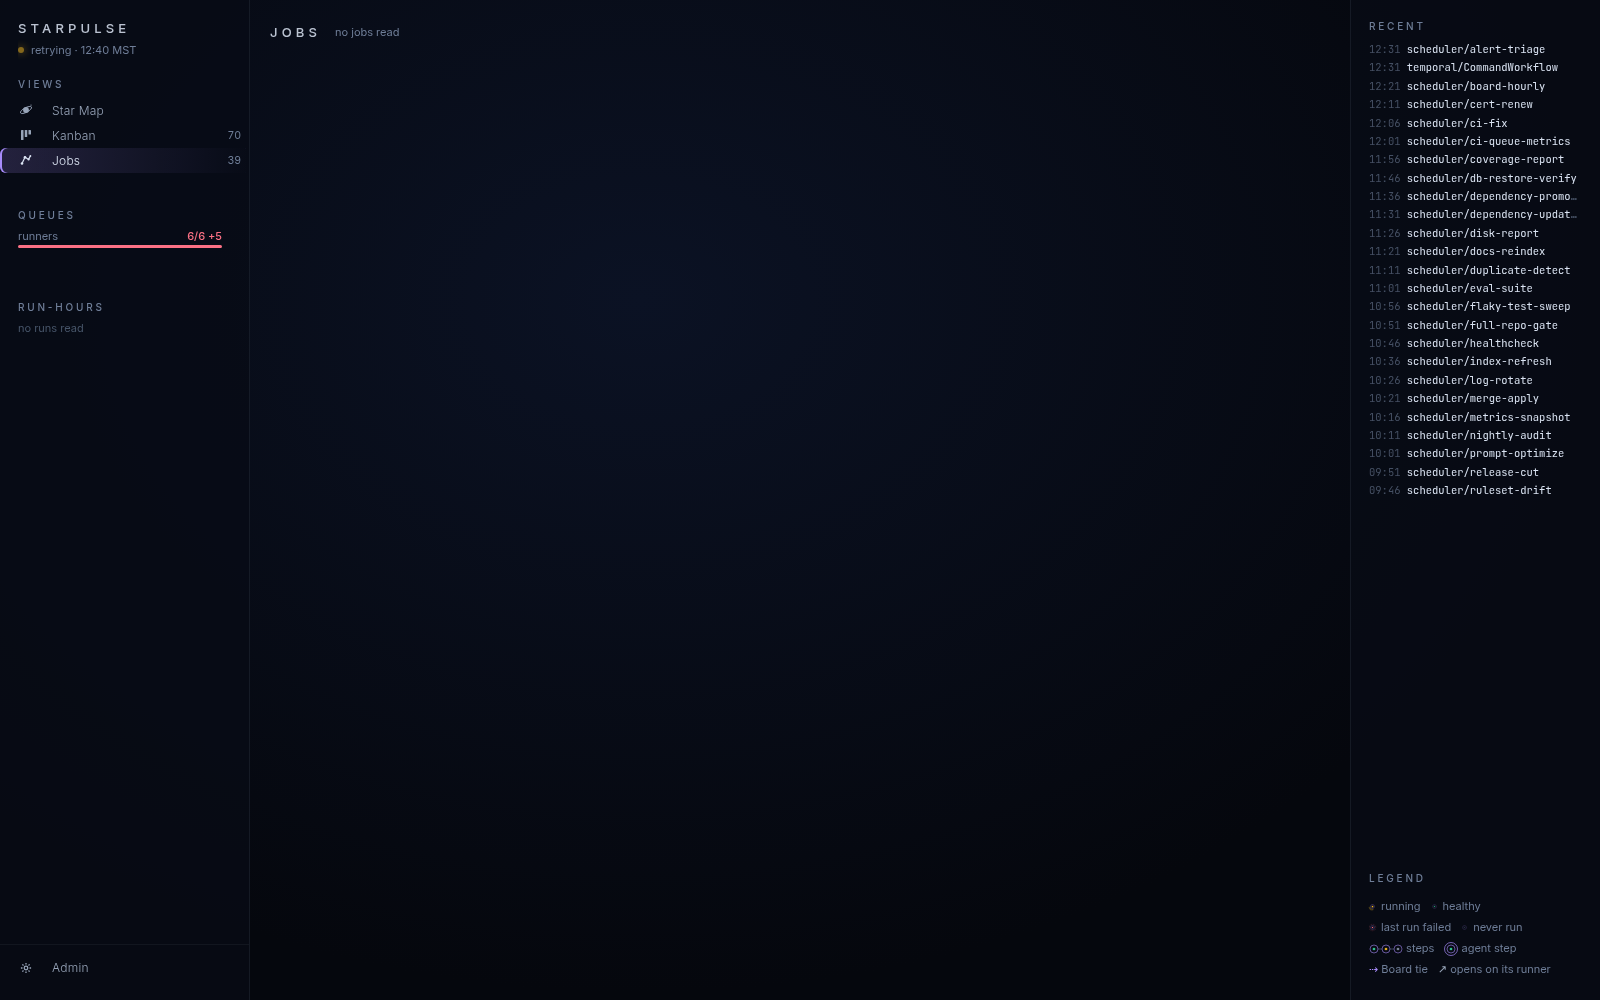 STARPULSE
retrying · 12:40 MST
VIEWS
Star Map
Kanban 70
Jobs 39
QUEUES
runners 6/6 +5
RUN-HOURS
no runs read
Admin
JOBS no jobs read
RECENT
12:31 scheduler/alert-triage
12:31 temporal/CommandWorkflow
12:21 scheduler/board-hourly
12:11 scheduler/cert-renew
12:06 scheduler/ci-fix
12:01 scheduler/ci-queue-metrics
11:56 scheduler/coverage-report
11:46 scheduler/db-restore-verify
11:36 scheduler/dependency-promo…
11:31 scheduler/dependency-updat…
11:26 scheduler/disk-report
11:21 scheduler/docs-reindex
11:11 scheduler/duplicate-detect
11:01 scheduler/eval-suite
10:56 scheduler/flaky-test-sweep
10:51 scheduler/full-repo-gate
10:46 scheduler/healthcheck
10:36 scheduler/index-refresh
10:26 scheduler/log-rotate
10:21 scheduler/merge-apply
10:16 scheduler/metrics-snapshot
10:11 scheduler/nightly-audit
10:01 scheduler/prompt-optimize
09:51 scheduler/release-cut
09:46 scheduler/ruleset-drift
LEGEND
running healthy
last run failed never run
steps agent step
⇢ Board tie ↗ opens on its runner